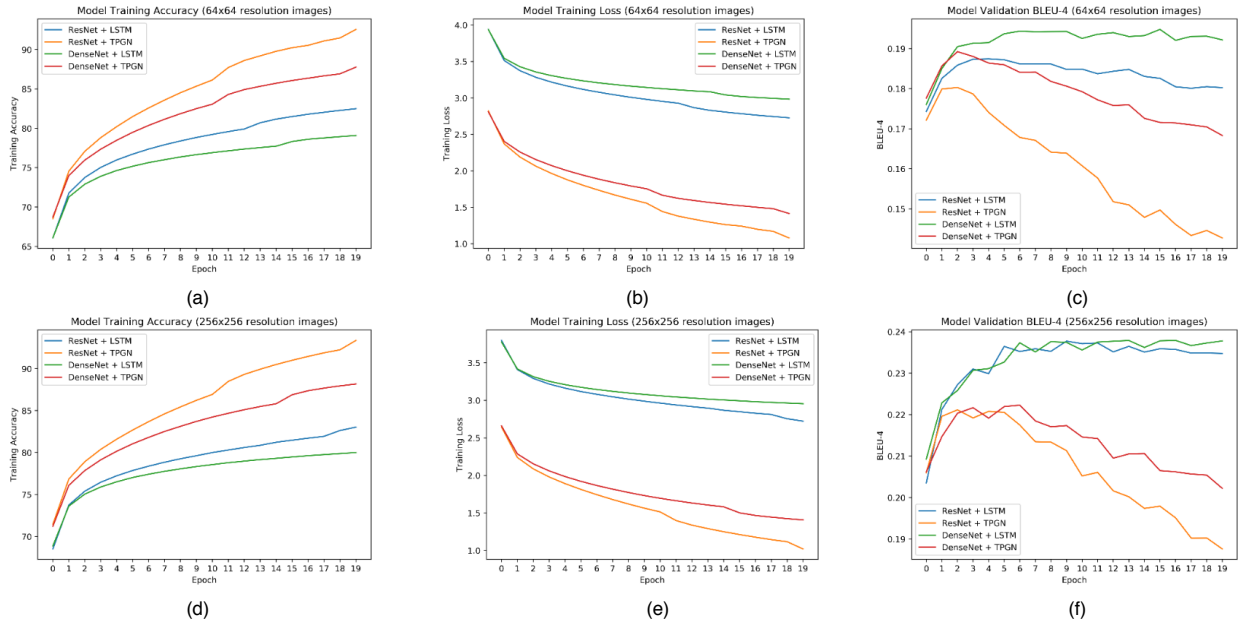 Model Training Accuracy (64x64 resolution images)
Training Accuracy
90
85
80
75
70
65
ResNet + LSTM
ResNet + TPGN
DenseNet + LSTM
DenseNet + TPGN
0 1 2 3 4 5 6 7 8 9 10 11 12 13 14 15 16 17 18 19
Epoch
(a)
Model Training Loss (64x64 resolution images)
Training Loss
4.0
3.5
3.0
2.5
2.0
1.5
1.0
ResNet + LSTM
ResNet + TPGN
DenseNet + LSTM
DenseNet + TPGN
0 1 2 3 4 5 6 7 8 9 10 11 12 13 14 15 16 17 18 19
Epoch
(b)
Model Validation BLEU-4 (64x64 resolution images)
BLEU-4
0.19
0.18
0.17
0.16
0.15
ResNet + LSTM
ResNet + TPGN
DenseNet + LSTM
DenseNet + TPGN
0 1 2 3 4 5 6 7 8 9 10 11 12 13 14 15 16 17 18 19
Epoch
(c)
Model Training Accuracy (256x256 resolution images)
Training Accuracy
90
85
80
75
70
ResNet + LSTM
ResNet + TPGN
DenseNet + LSTM
DenseNet + TPGN
0 1 2 3 4 5 6 7 8 9 10 11 12 13 14 15 16 17 18 19
Epoch
(d)
Model Training Loss (256x256 resolution images)
Training Loss
3.5
3.0
2.5
2.0
1.5
1.0
ResNet + LSTM
ResNet + TPGN
DenseNet + LSTM
DenseNet + TPGN
0 1 2 3 4 5 6 7 8 9 10 11 12 13 14 15 16 17 18 19
Epoch
(e)
Model Validation BLEU-4 (256x256 resolution images)
BLEU-4
0.24
0.23
0.22
0.21
0.20
0.19
ResNet + LSTM
ResNet + TPGN
DenseNet + LSTM
DenseNet + TPGN
0 1 2 3 4 5 6 7 8 9 10 11 12 13 14 15 16 17 18 19
Epoch
(f)